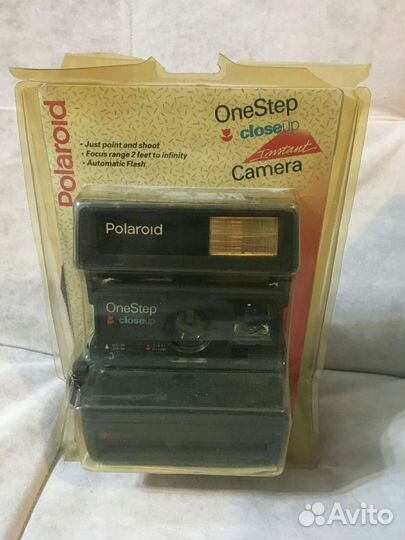 Polaroid
OneStep
closeup
Instant
Camera
• Just point and shoot
• Focus range 2 feet to infinity
• Automatic Flash
Polaroid
OneStep
closeup
Avito